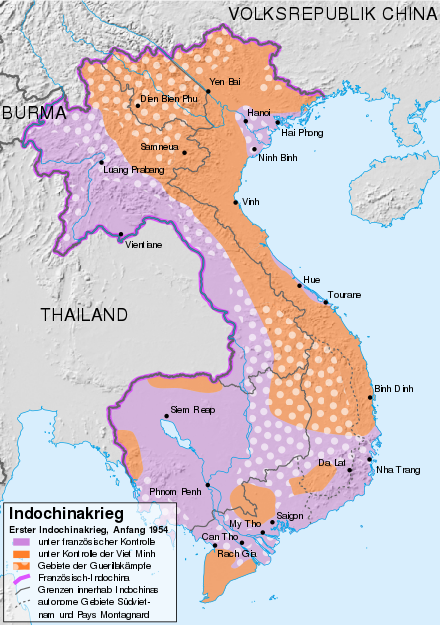 VOLKSREPUBLIK CHINA
Yen Bai
Dien Bien Phu
BURMA
Hanoi
Hai Phong
Samneua
Ninh Binh
Luang Prabang
Vinh
Vientiane
Hue
Tourane
THAILAND
Binh Dinh
Siem Reap
Da Lat
Nha Trang
Phnom Penh
Saigon
My Tho
Can Tho
Rach Gia
Indochinakrieg
Erster Indochinakrieg, Anfang 1954
unter französischer Kontrolle
unter Kontrolle der Viet Minh
Gebiete der Guerillakämpfe
Französisch-Indochina
Grenzen innerhalb Indochinas
autonome Gebiete Südviet-
nam und Pays Montagnard